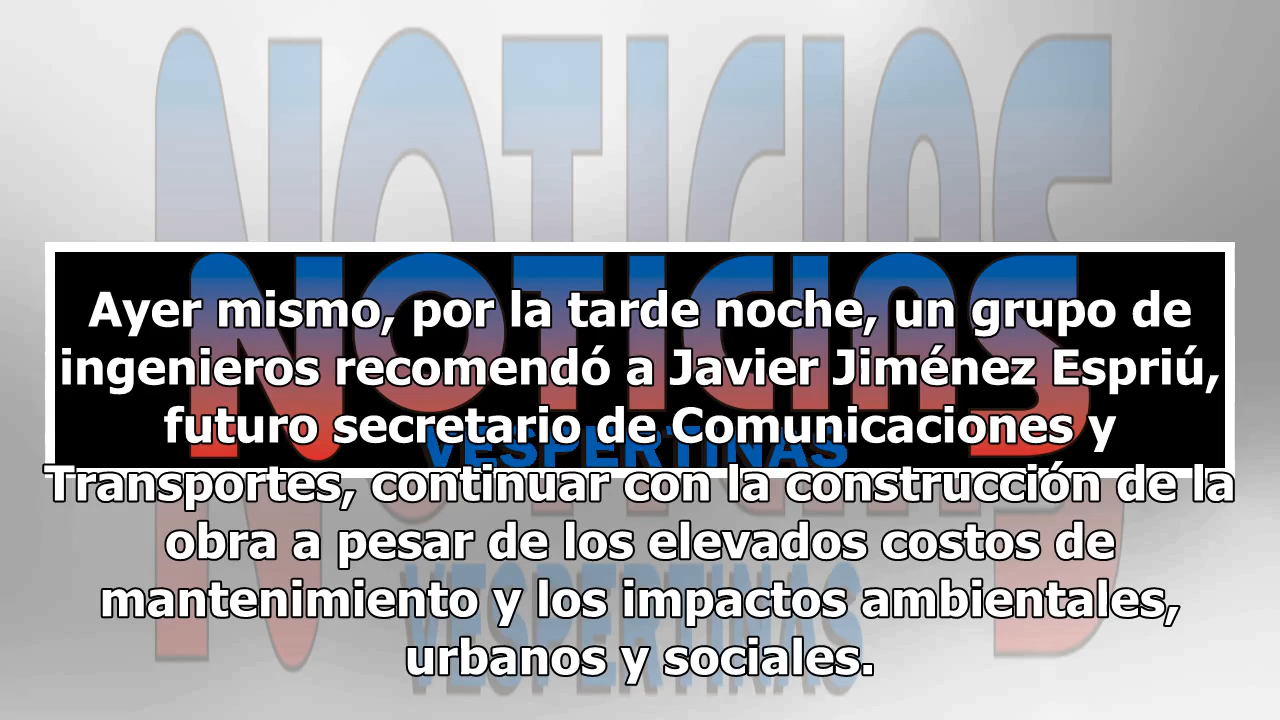 NOTICIAS
VESPERTINAS
NOTICIAS
VESPERTINAS
Ayer mismo, por la tarde noche, un grupo de
ingenieros recomendó a Javier Jiménez Espriú,
futuro secretario de Comunicaciones y
Transportes, continuar con la construcción de la
obra a pesar de los elevados costos de
mantenimiento y los impactos ambientales,
urbanos y sociales.